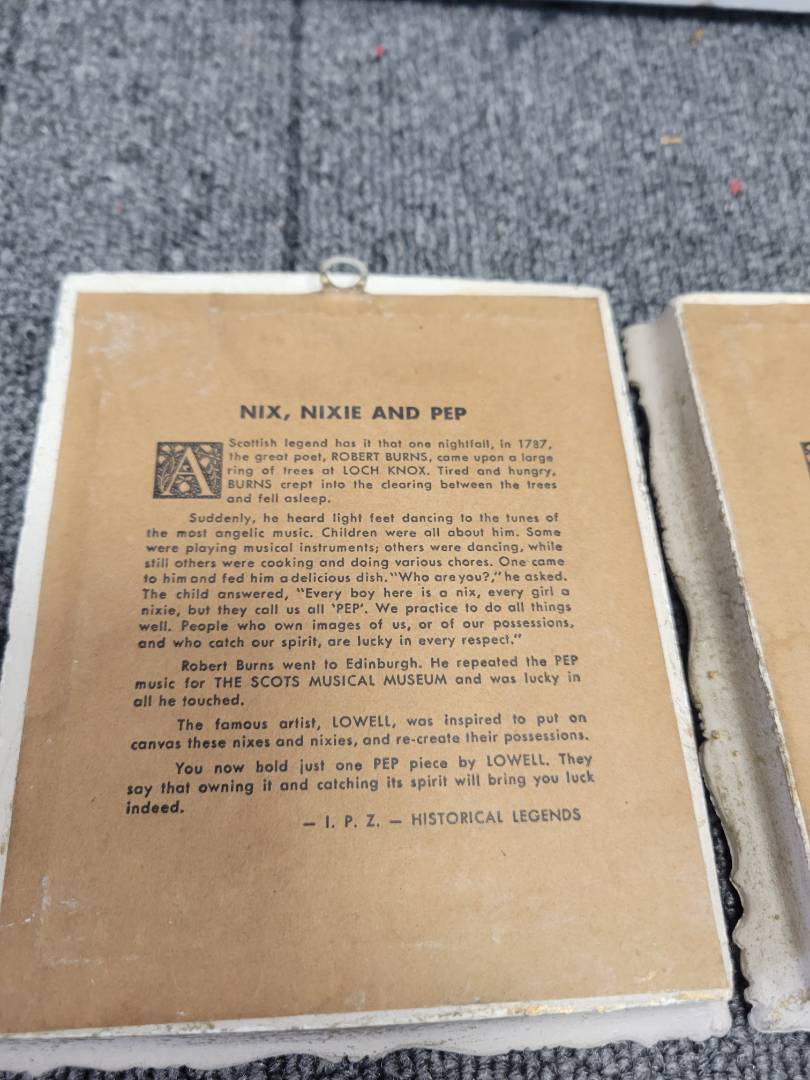 NIX, NIXIE AND PEP
A Scottish legend has it that one nightfall, in 1787,
the great poet, ROBERT BURNS, came upon a large
ring of trees at LOCH KNOX. Tired and hungry,
BURNS crept into the clearing between the trees
and fell asleep.
Suddenly, he heard light feet dancing to the tunes of
the most angelic music. Children were all about him. Some
were playing musical instruments; others were dancing, while
still others were cooking and doing various chores. One came
to him and fed him a delicious dish. "Who are you?," he asked.
The child answered, "Every boy here is a nix, every girl a
nixie, but they call us all 'PEP'. We practice to do all things
well. People who own images of us, or of our possessions,
and who catch our spirit, are lucky in every respect."
Robert Burns went to Edinburgh. He repeated the PEP
music for THE SCOTS MUSICAL MUSEUM and was lucky in
all he touched.
The famous artist, LOWELL, was inspired to put on
canvas these nixes and nixies, and re-create their possessions.
You now hold just one PEP piece by LOWELL. They
say that owning it and catching its spirit will bring you luck
indeed.
— I. P. Z. — HISTORICAL LEGENDS